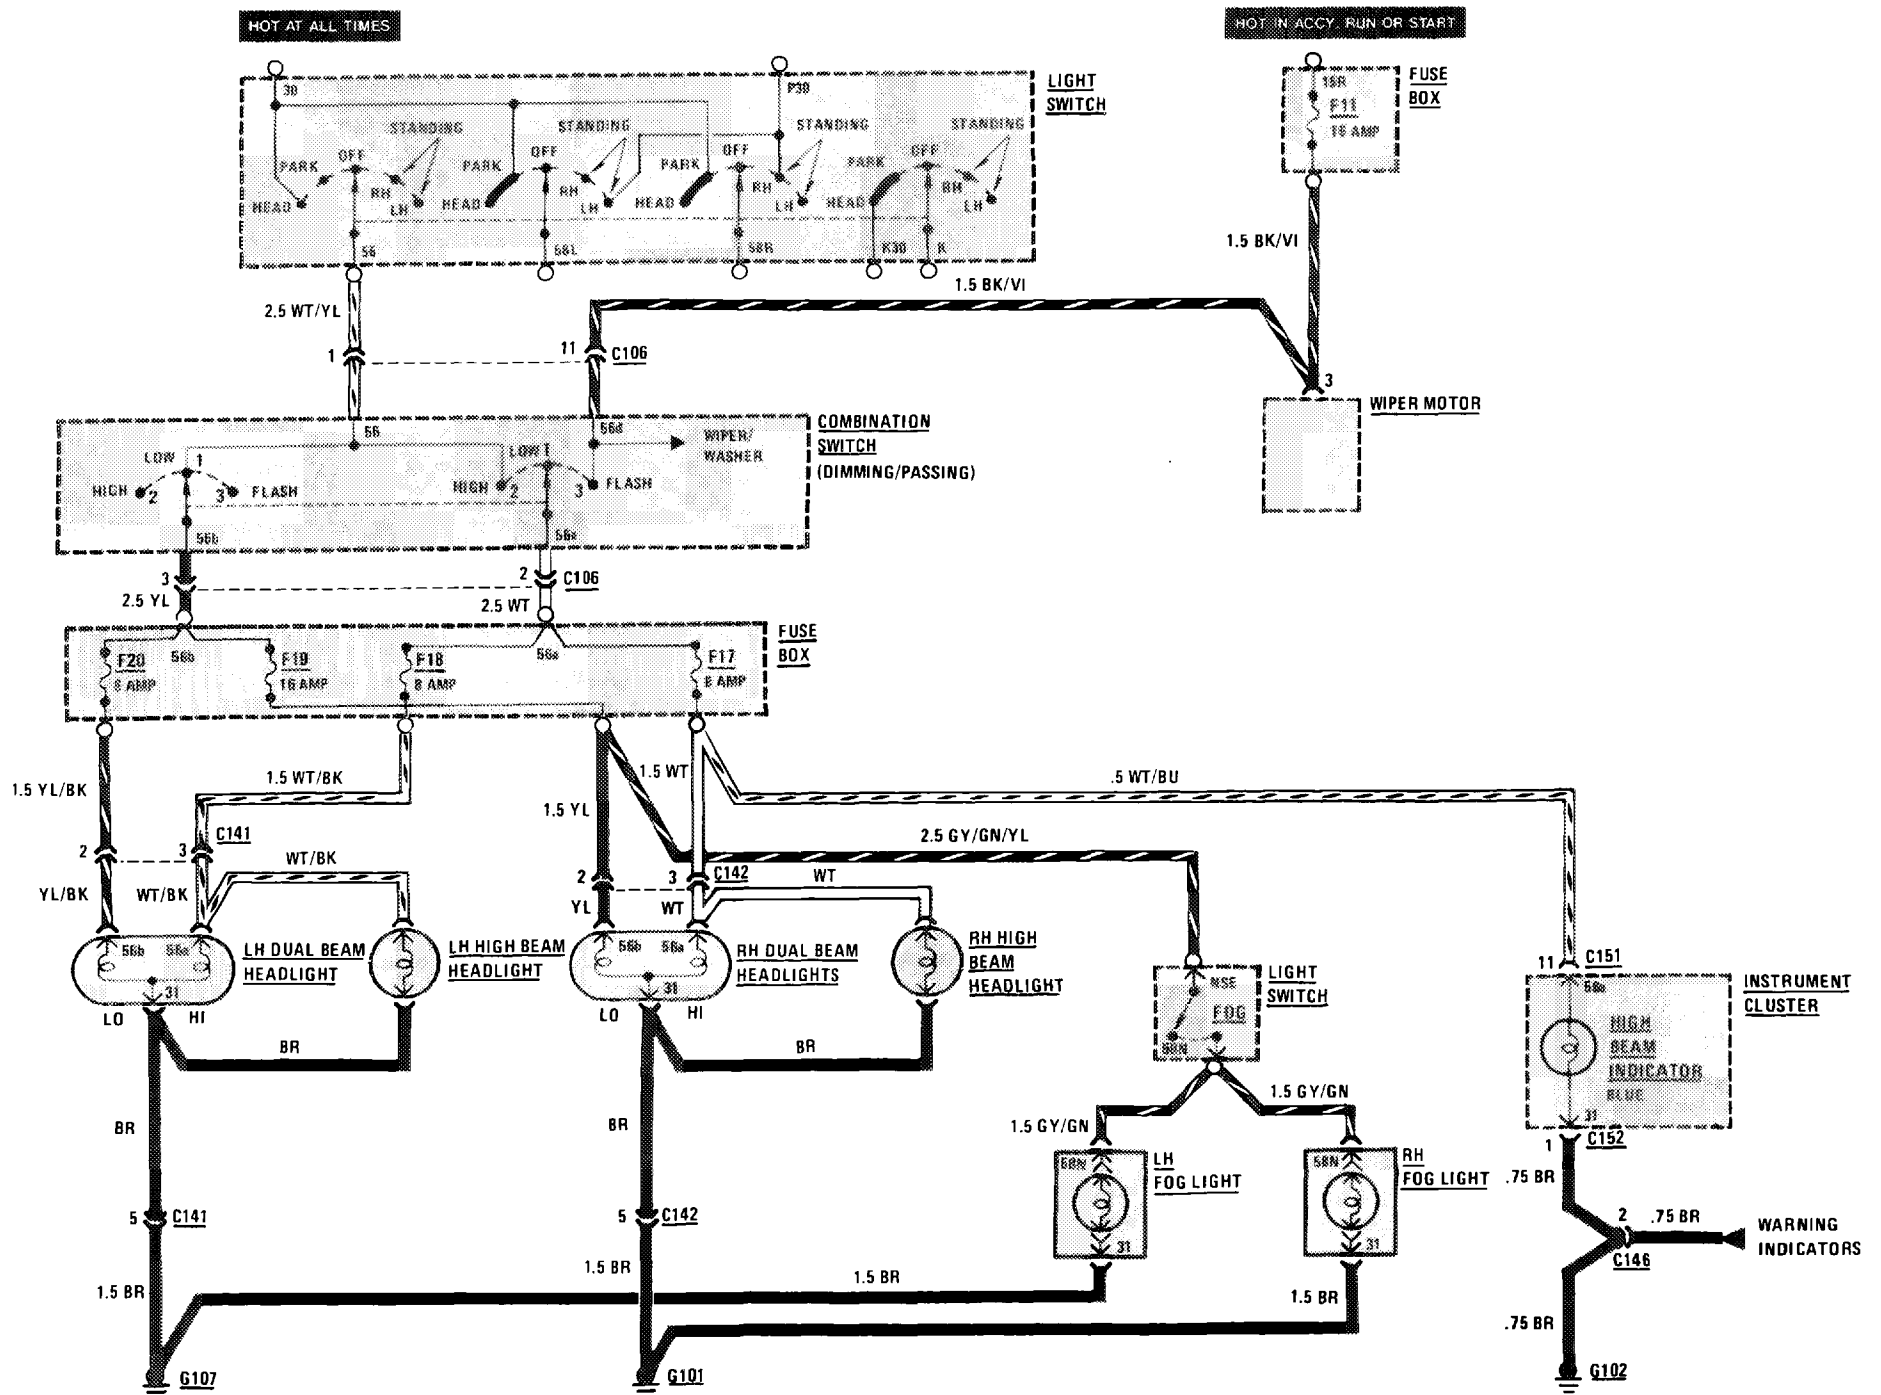 HOT AT ALL TIMES
HOT IN ACCY, RUN OR START
LIGHT
SWITCH
30
P30
STANDING
STANDING
STANDING
STANDING
PARK
OFF
RH
LH
HEAD
PARK
OFF
RH
LH
HEAD
PARK
OFF
RH
LH
HEAD
PARK
OFF
RH
LH
HEAD
56
58L
58R
K30
K
FUSE
BOX
15R
F11
16 AMP
1.5 BK/VI
1.5 BK/VI
2.5 WT/YL
1
11
C106
3
WIPER MOTOR
COMBINATION
SWITCH
(DIMMING/PASSING)
56
56d
WIPER/
WASHER
LOW
1
HIGH
2
3
FLASH
LOW
1
HIGH
2
3
FLASH
56b
56a
3
2
C106
2.5 YL
2.5 WT
FUSE
BOX
56b
56a
F20
8 AMP
F19
16 AMP
F18
8 AMP
F17
8 AMP
1.5 YL/BK
1.5 WT/BK
1.5 YL
1.5 WT
.5 WT/BU
2.5 GY/GN/YL
2
3
C141
WT/BK
YL/BK
WT/BK
2
3
C142
WT
YL
WT
56b
56a
31
LH DUAL BEAM
HEADLIGHT
LH HIGH BEAM
HEADLIGHT
56b
56a
31
RH DUAL BEAM
HEADLIGHTS
RH HIGH
BEAM
HEADLIGHT
LO
HI
LO
HI
BR
BR
NSE
FOG
58N
LIGHT
SWITCH
11
C151
56a
INSTRUMENT
CLUSTER
HIGH
BEAM
INDICATOR
BLUE
31
1
C152
BR
BR
1.5 GY/GN
1.5 GY/GN
58N
31
LH
FOG LIGHT
58N
31
RH
FOG LIGHT
.75 BR
5
C141
5
C142
2
.75 BR
C146
WARNING
INDICATORS
1.5 BR
1.5 BR
1.5 BR
1.5 BR
.75 BR
G107
G101
G102